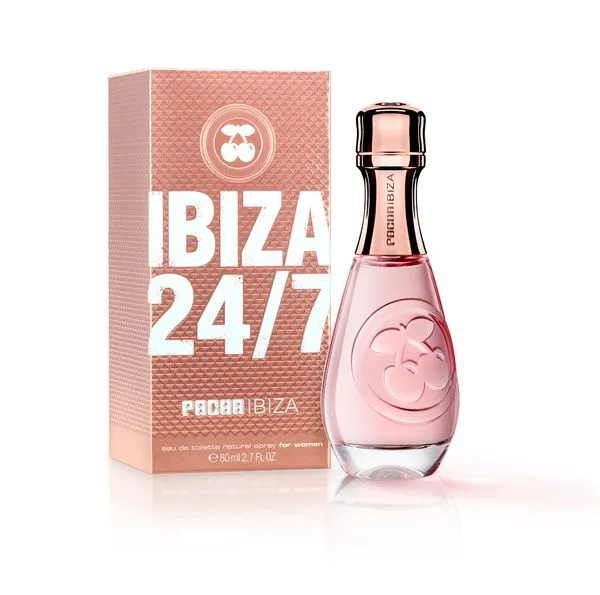 IBIZA
24/7
PACHA IBIZA
eau de toilette natural spray for women
℮ 80 ml 2.7 FL OZ
PACHA IBIZA